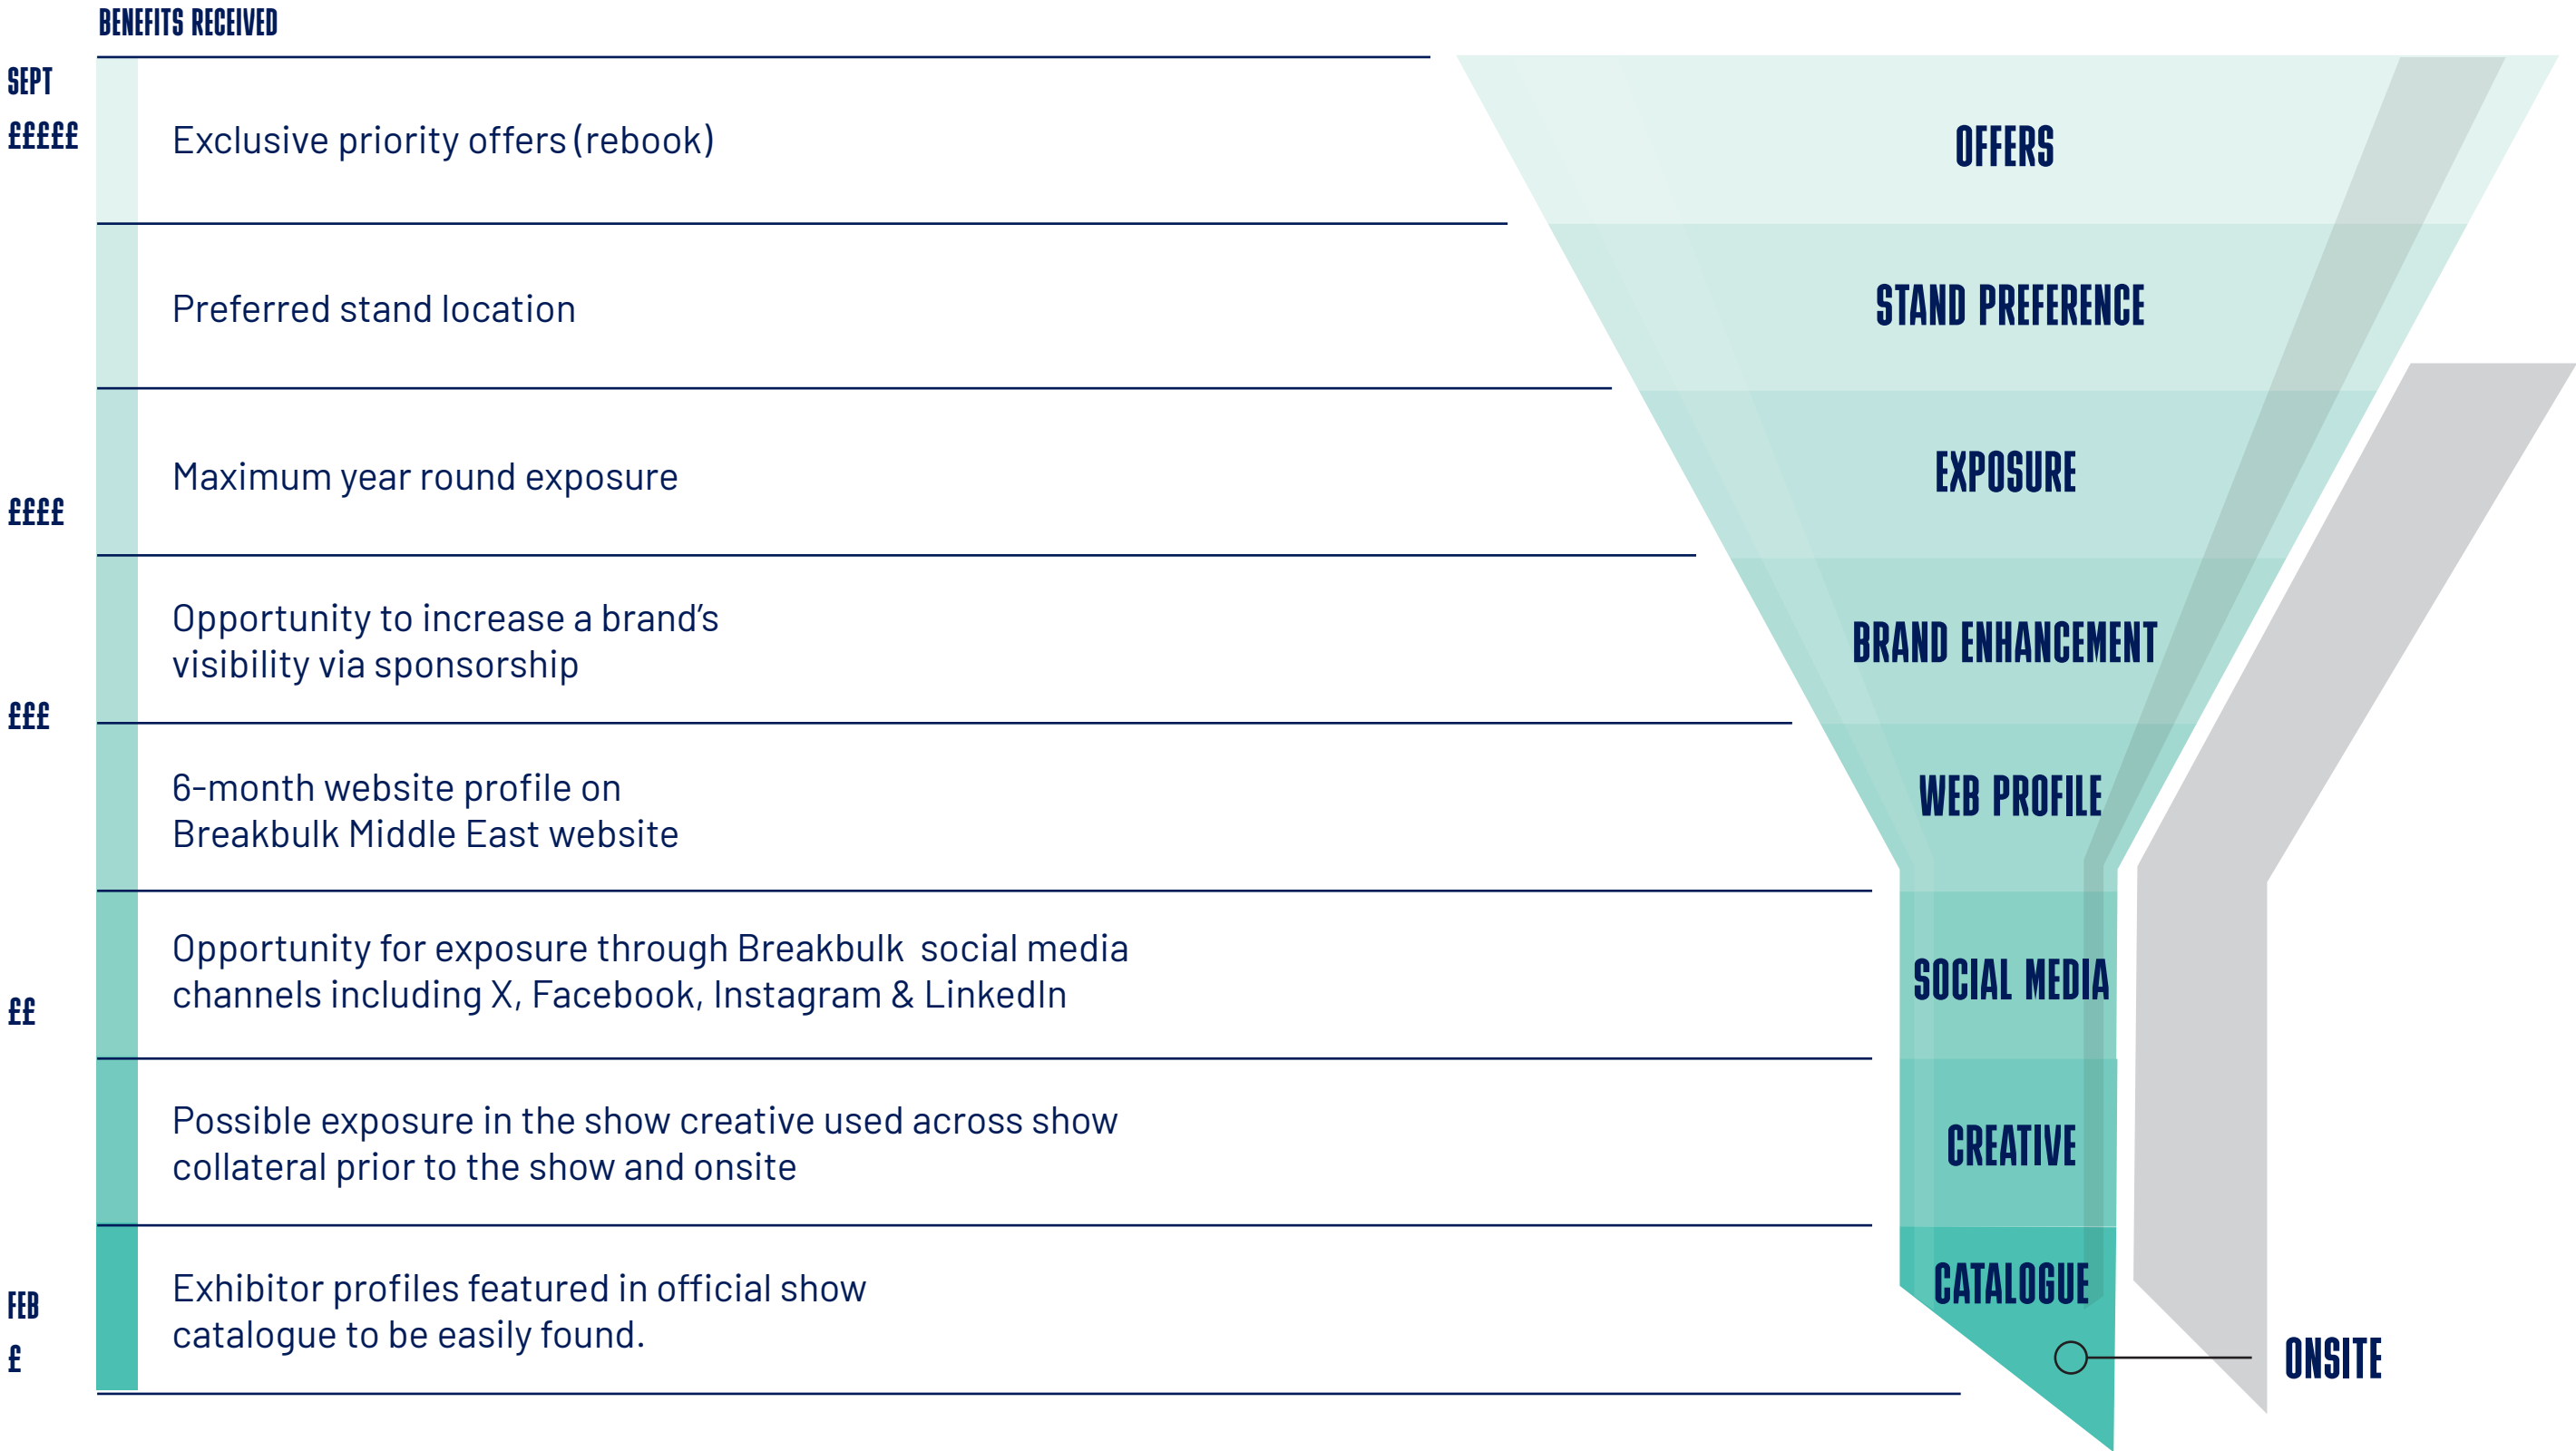 BENEFITS RECEIVED
SEPT
£££££
Exclusive priority offers (rebook)
OFFERS
Preferred stand location
STAND PREFERENCE
££££
Maximum year round exposure
EXPOSURE
Opportunity to increase a brand’s
visibility via sponsorship
BRAND ENHANCEMENT
£££
6-month website profile on
Breakbulk Middle East website
WEB PROFILE
££
Opportunity for exposure through Breakbulk  social media
channels including X, Facebook, Instagram & LinkedIn
SOCIAL MEDIA
Possible exposure in the show creative used across show
collateral prior to the show and onsite
CREATIVE
FEB
£
Exhibitor profiles featured in official show
catalogue to be easily found.
CATALOGUE
ONSITE